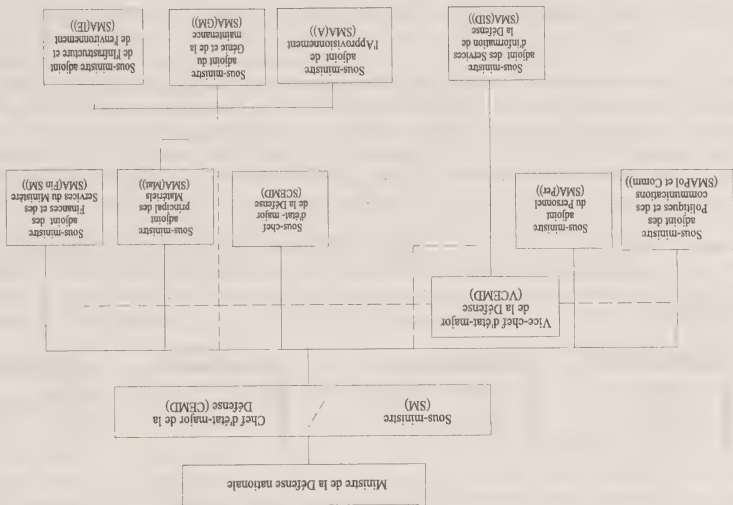 Ministre de la Défense nationale
Sous-ministre
(SM)
Chef d'état-major de la
Défense (CEMD)
Vice-chef d'état-major
de la Défense
(VCEMD)
Sous-ministre
adjoint des
Politiques et des
communications
(SMAPol et Comm))
Sous-ministre
adjoint
du Personnel
(SMA(Per)
Sous-chef
d'état- major
de la Défense
(SCEMD)
Sous-ministre
adjoint
principal des
Matériels
(SMA(Mat)
Sous-ministre
adjoint des
Finances et des
Services du Ministère
(SMA(Fin SM))
Sous-ministre
adjoint des Services
d'information de
la Défense
(SMA(SID))
Sous-ministre
adjoint de
l'Approvisionnement
(SMA(A))
Sous-ministre
adjoint du
Génie et de la
maintenance
(SMA(GM)
Sous-ministre adjoint
de l'Infrastructure et
de l'environnement
(SMA(IE))